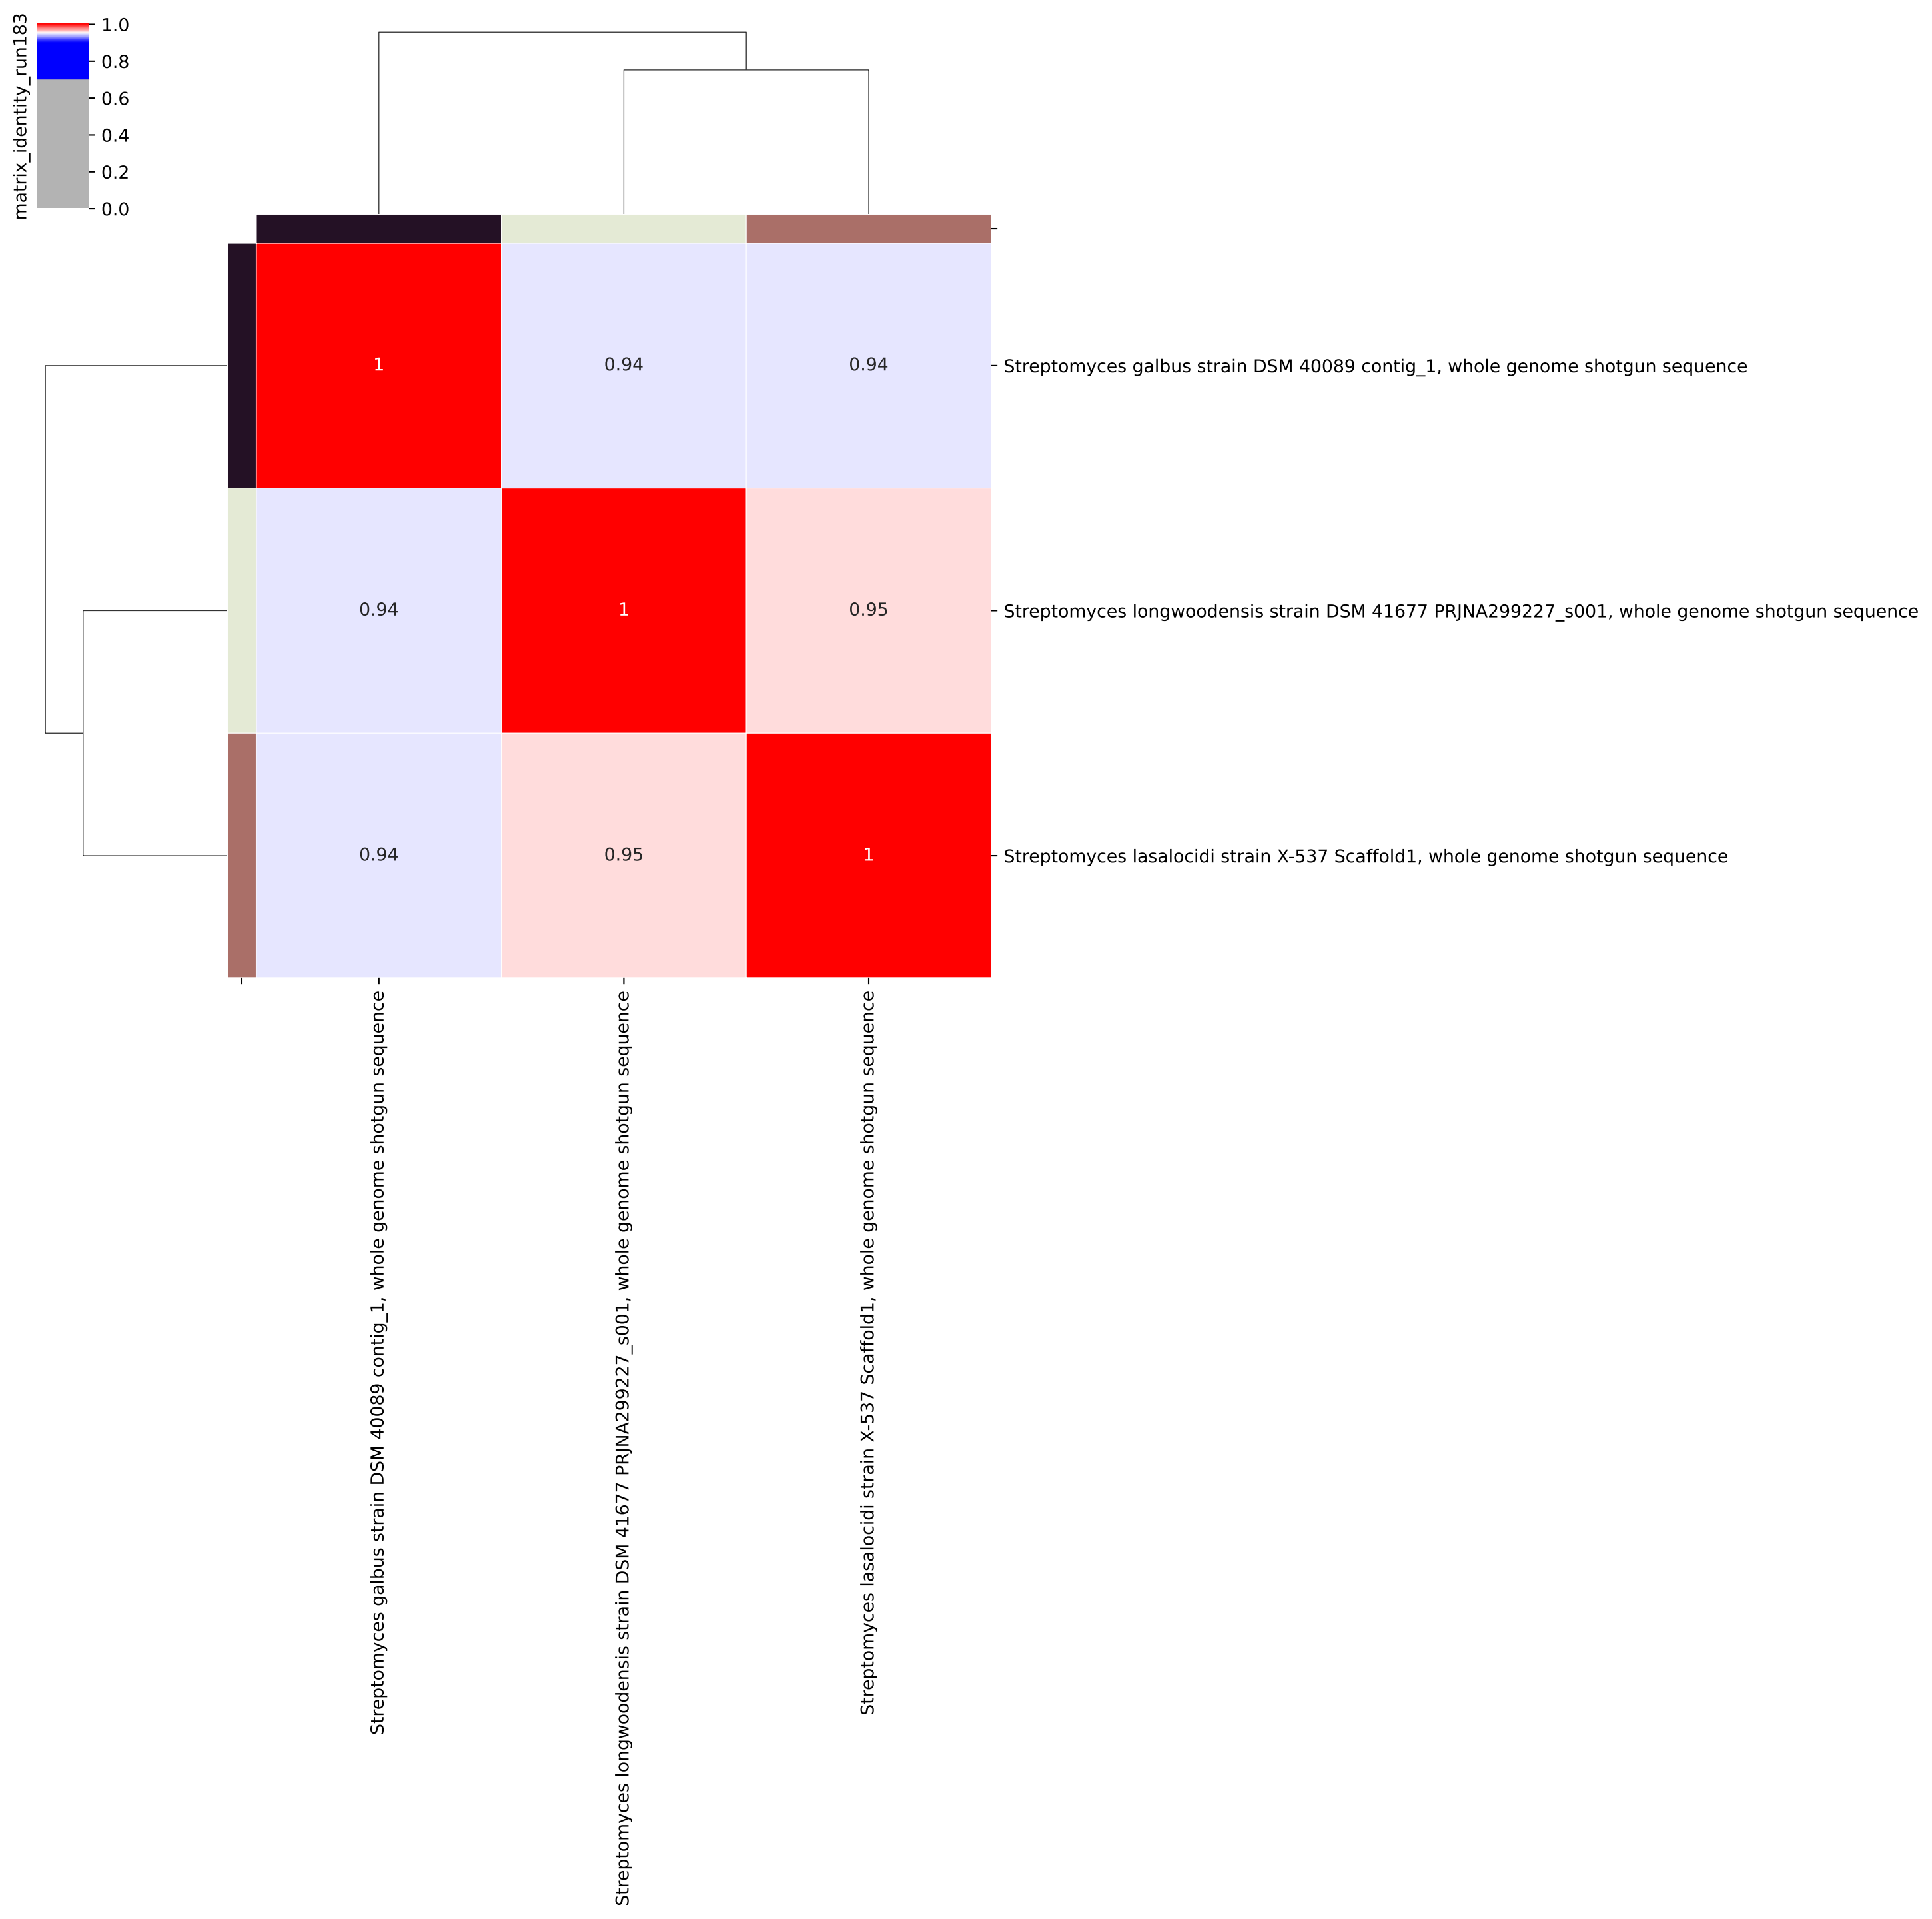 matrix_identity_run183
1.0
0.8
0.6
0.4
0.2
0.0
1 0.94 0.94
Streptomyces galbus strain DSM 40089 contig_1, whole genome shotgun sequence
0.94 1 0.95
Streptomyces longwoodensis strain DSM 41677 PRJNA299227_s001, whole genome shotgun sequence
0.94 0.95 1
Streptomyces lasalocidi strain X-537 Scaffold1, whole genome shotgun sequence
Streptomyces galbus strain DSM 40089 contig_1, whole genome shotgun sequence
Streptomyces longwoodensis strain DSM 41677 PRJNA299227_s001, whole genome shotgun sequence
Streptomyces lasalocidi strain X-537 Scaffold1, whole genome shotgun sequence